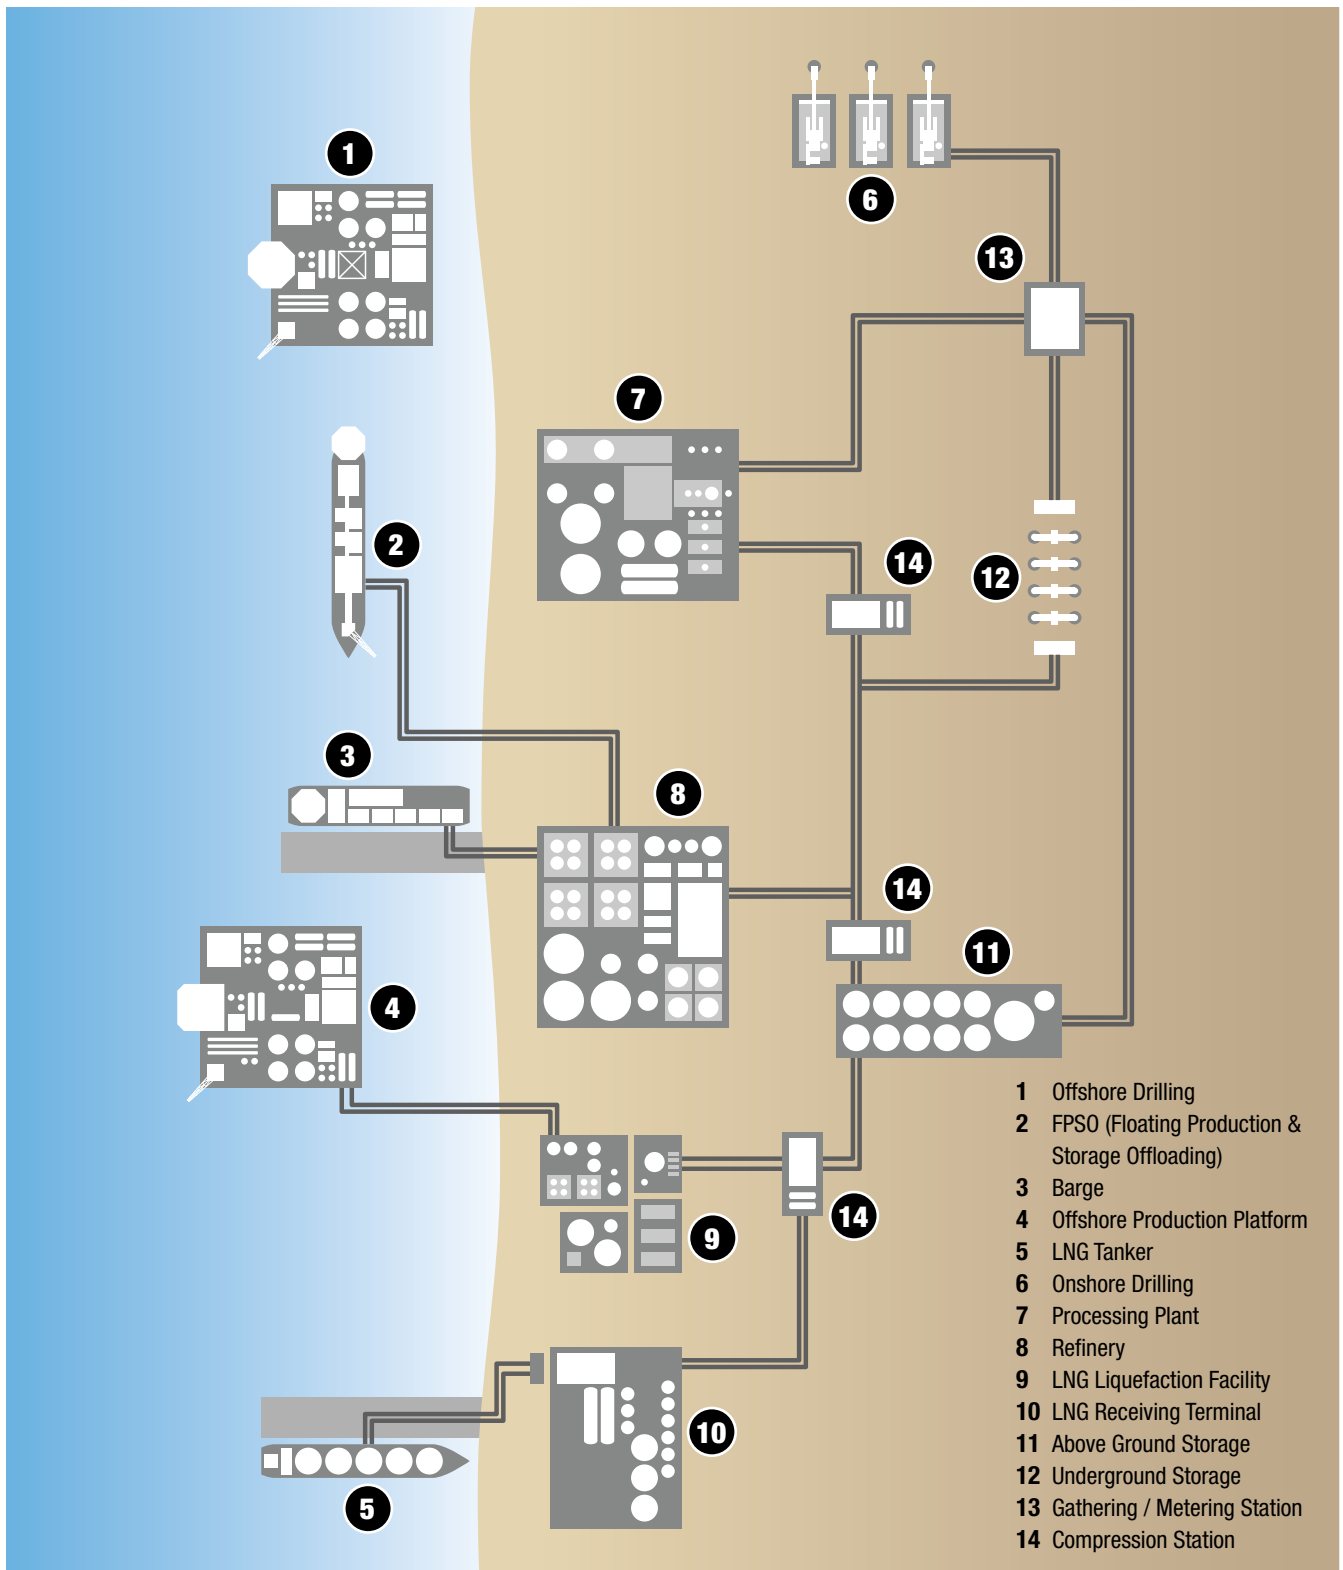 1
6
13
7
2
14
12
3
8
14
11
4
9
14
10
5
1 Offshore Drilling
2 FPSO (Floating Production &
Storage Offloading)
3 Barge
4 Offshore Production Platform
5 LNG Tanker
6 Onshore Drilling
7 Processing Plant
8 Refinery
9 LNG Liquefaction Facility
10 LNG Receiving Terminal
11 Above Ground Storage
12 Underground Storage
13 Gathering / Metering Station
14 Compression Station